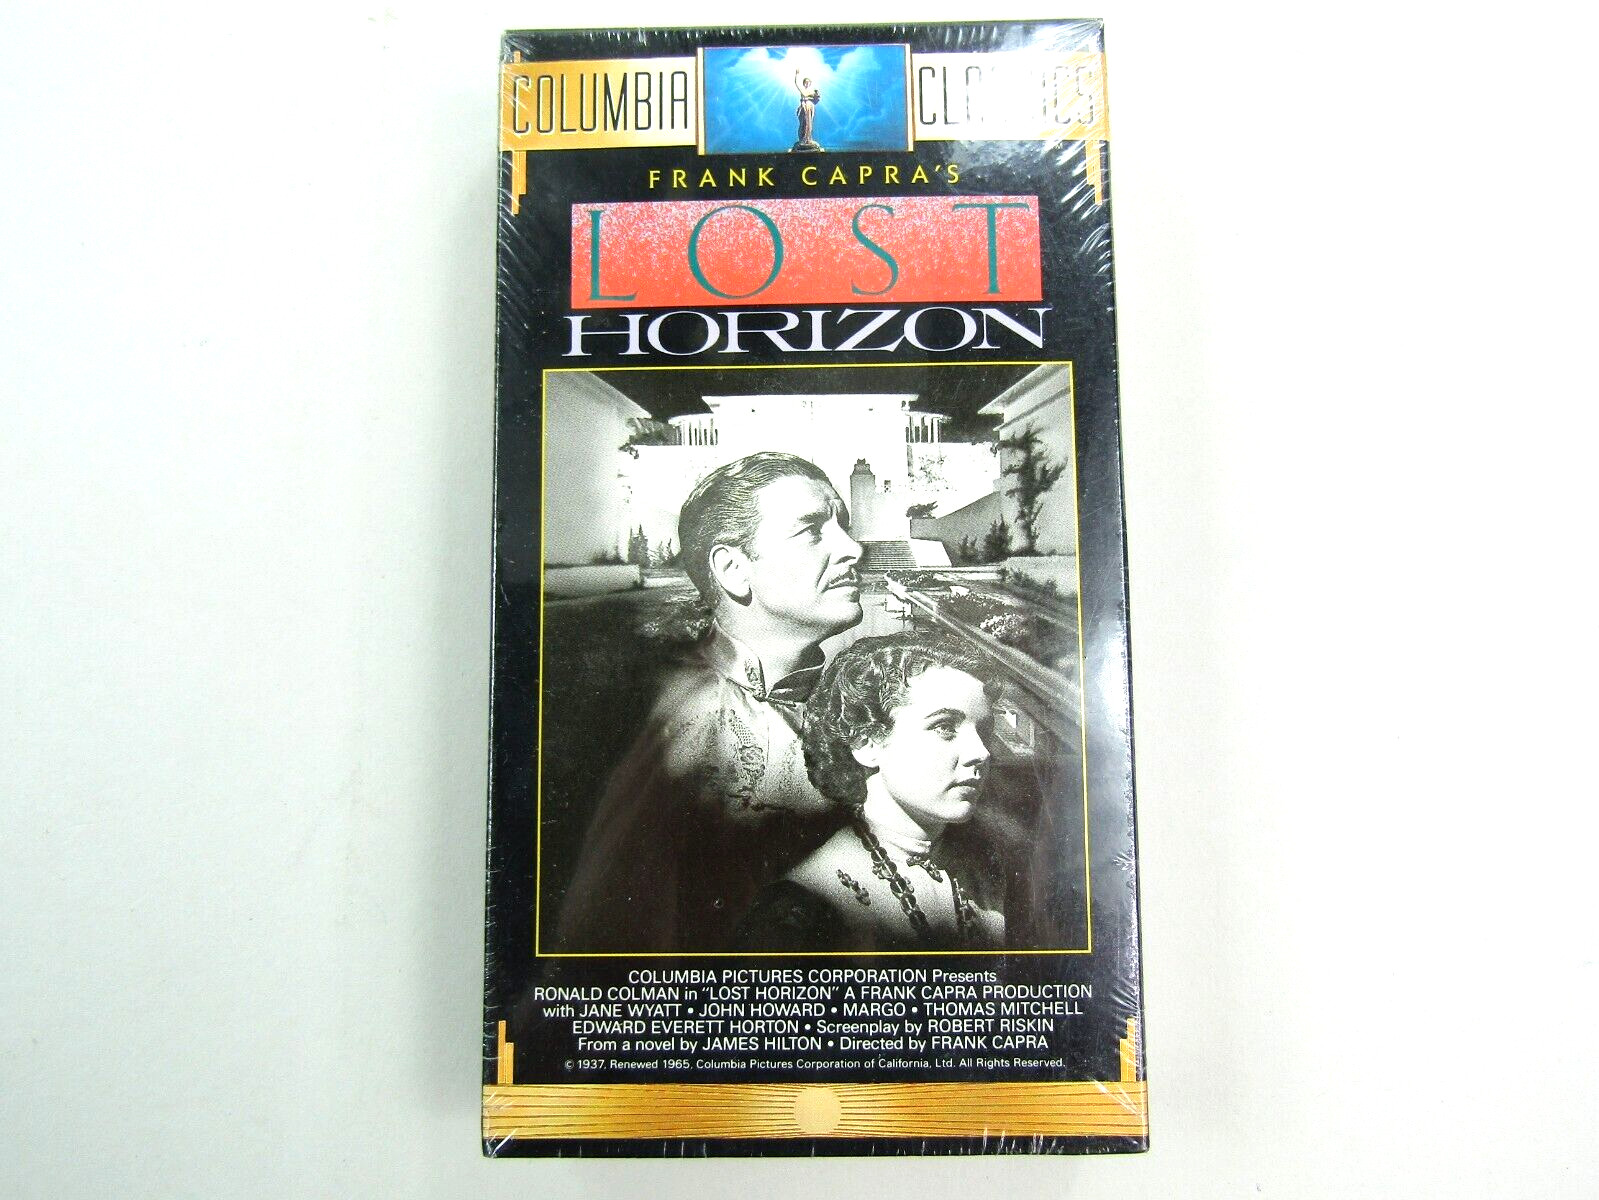 COLUMBIA CLASSICS
FRANK CAPRA'S
LOST
HORIZON
COLUMBIA PICTURES CORPORATION Presents
RONALD COLMAN in "LOST HORIZON" A FRANK CAPRA PRODUCTION
with JANE WYATT • JOHN HOWARD • MARGO • THOMAS MITCHELL
EDWARD EVERETT HORTON • Screenplay by ROBERT RISKIN
From a novel by JAMES HILTON • Directed by FRANK CAPRA
© 1937, Renewed 1965, Columbia Pictures Corporation of California, Ltd. All Rights Reserved.